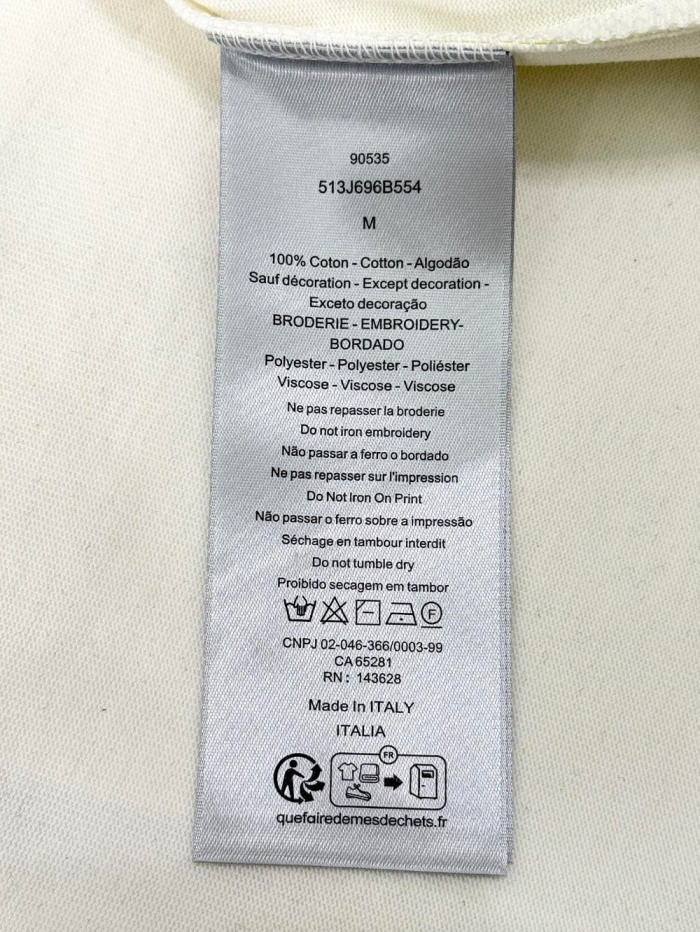 90535
513J696B554
M
100% Coton - Cotton - Algodão
Sauf décoration - Except decoration -
Exceto decoração
BRODERIE - EMBROIDERY-
BORDADO
Polyester - Polyester - Poliéster
Viscose - Viscose - Viscose
Ne pas repasser la broderie
Do not iron embroidery
Não passar a ferro o bordado
Ne pas repasser sur l'impression
Do Not Iron On Print
Não passar o ferro sobre a impressão
Séchage en tambour interdit
Do not tumble dry
Proibido secagem em tambor
F
CNPJ 02-046-366/0003-99
CA 65281
RN : 143628
Made In ITALY
ITALIA
FR
quefairedemesdechets.fr